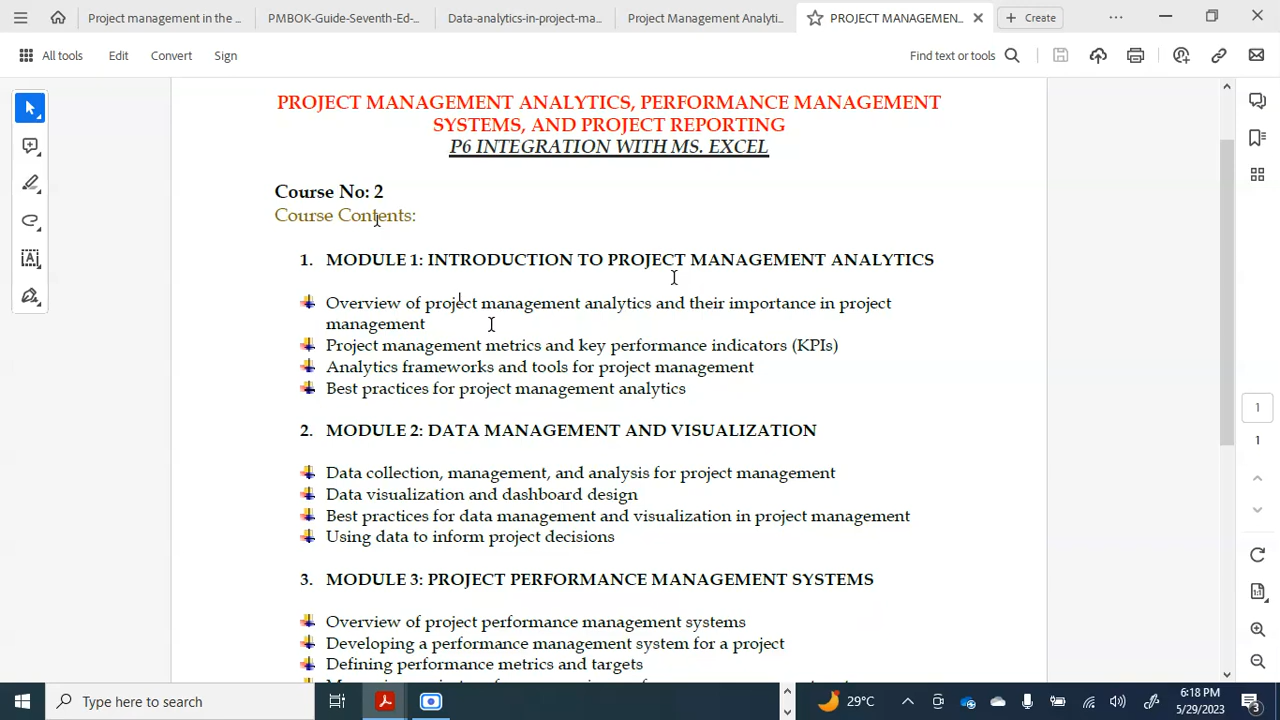 Project management in the ...
PMBOK-Guide-Seventh-Ed-...
Data-analytics-in-project-ma...
Project Management Analyti...
PROJECT MANAGEMEN...
Create
All tools
Edit
Convert
Sign
Find text or tools
PROJECT MANAGEMENT ANALYTICS, PERFORMANCE MANAGEMENT
SYSTEMS, AND PROJECT REPORTING
P6 INTEGRATION WITH MS. EXCEL
Course No: 2
Course Contents:
1. MODULE 1: INTRODUCTION TO PROJECT MANAGEMENT ANALYTICS
Overview of project management analytics and their importance in project
management
Project management metrics and key performance indicators (KPIs)
Analytics frameworks and tools for project management
Best practices for project management analytics
2. MODULE 2: DATA MANAGEMENT AND VISUALIZATION
Data collection, management, and analysis for project management
Data visualization and dashboard design
Best practices for data management and visualization in project management
Using data to inform project decisions
3. MODULE 3: PROJECT PERFORMANCE MANAGEMENT SYSTEMS
Overview of project performance management systems
Developing a performance management system for a project
Defining performance metrics and targets
1
1
Type here to search
29°C
6:18 PM
5/29/2023
3